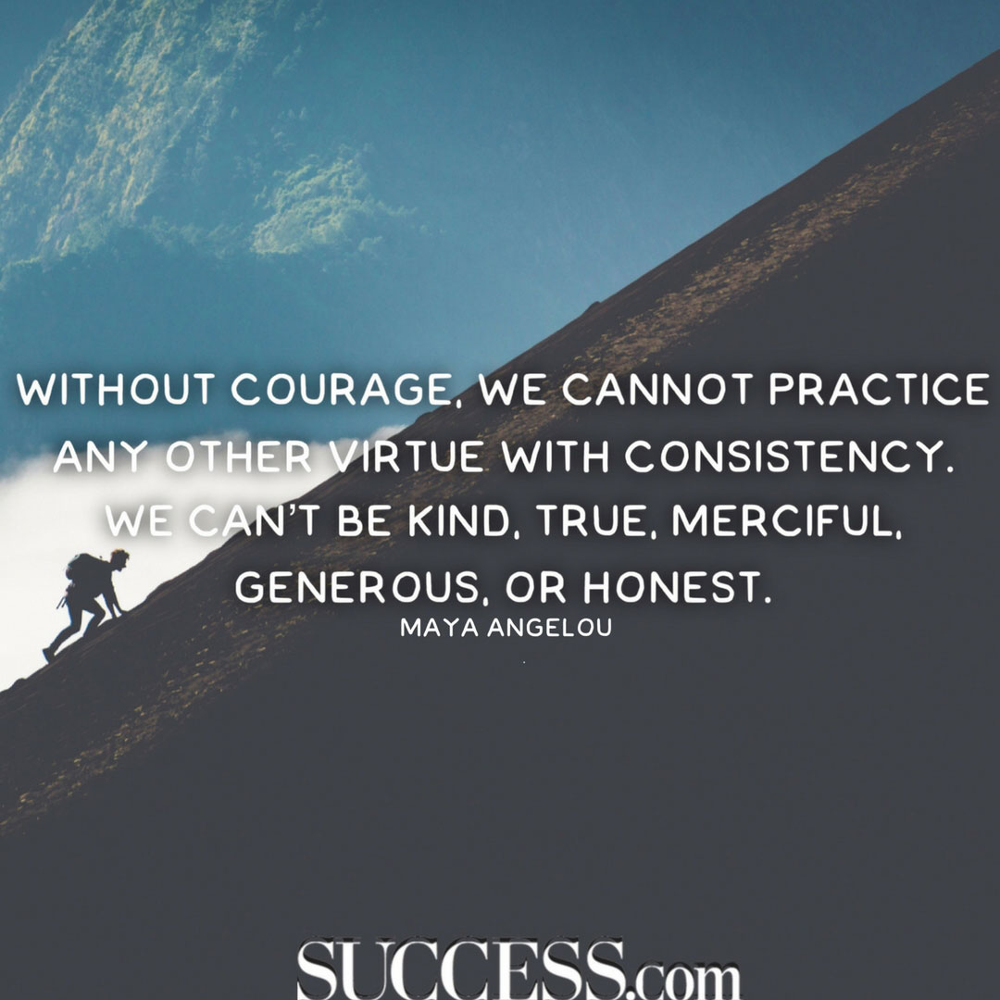 WITHOUT COURAGE, WE CANNOT PRACTICE
ANY OTHER VIRTUE WITH CONSISTENCY.
WE CAN'T BE KIND, TRUE, MERCIFUL,
GENEROUS, OR HONEST.
MAYA ANGELOU
.
SUCCESS.com